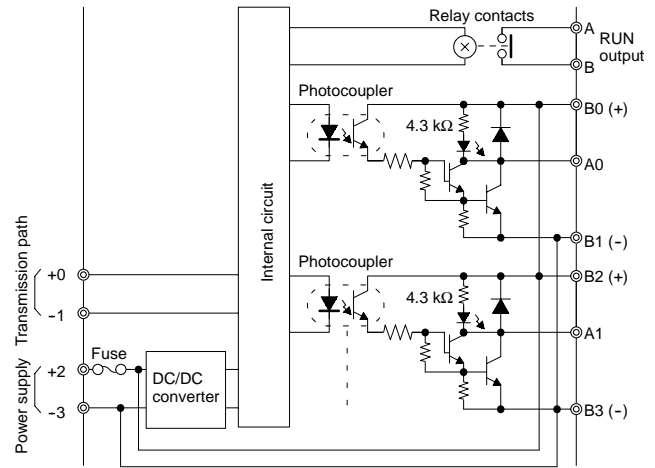 Relay contacts
A
RUN
output
B
Photocoupler
B0 (+)
4.3 kΩ
A0
B1 (-)
Internal circuit
Transmission path
+0
-1
Photocoupler
B2 (+)
4.3 kΩ
A1
Power supply
+2
Fuse
-3
DC/DC
converter
B3 (-)